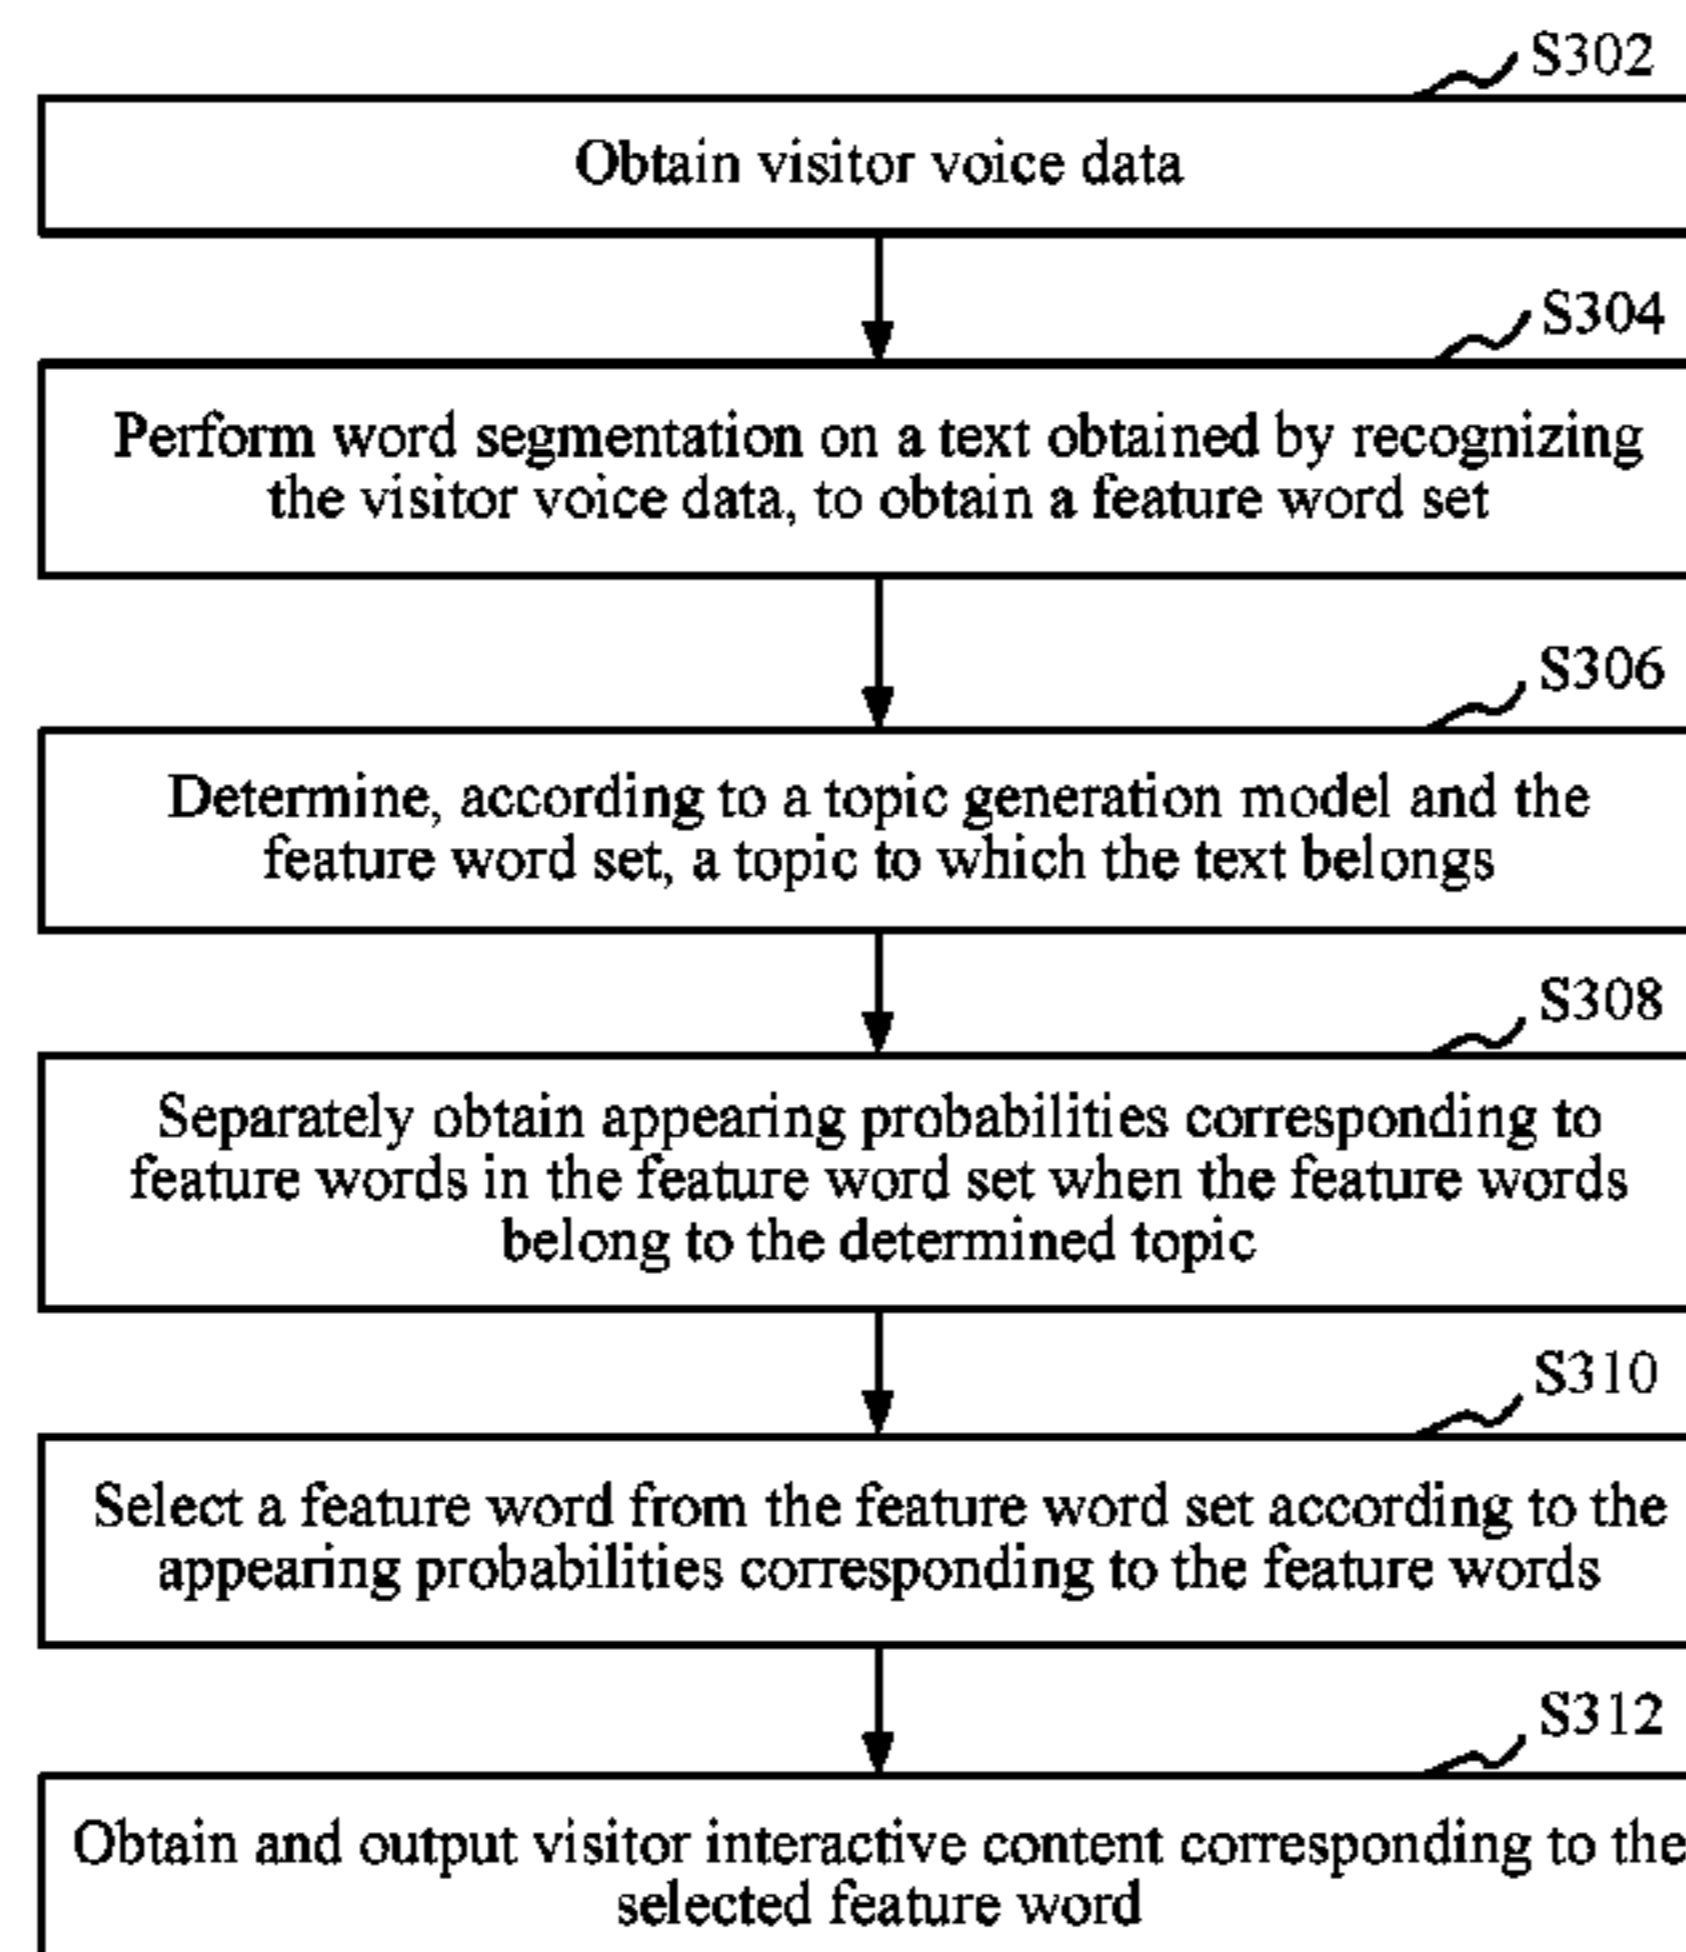 S302
Obtain visitor voice data
S304
Perform word segmentation on a text obtained by recognizing
the visitor voice data, to obtain a feature word set
S306
Determine, according to a topic generation model and the
feature word set, a topic to which the text belongs
S308
Separately obtain appearing probabilities corresponding to
feature words in the feature word set when the feature words
belong to the determined topic
S310
Select a feature word from the feature word set according to the
appearing probabilities corresponding to the feature words
S312
Obtain and output visitor interactive content corresponding to the
selected feature word